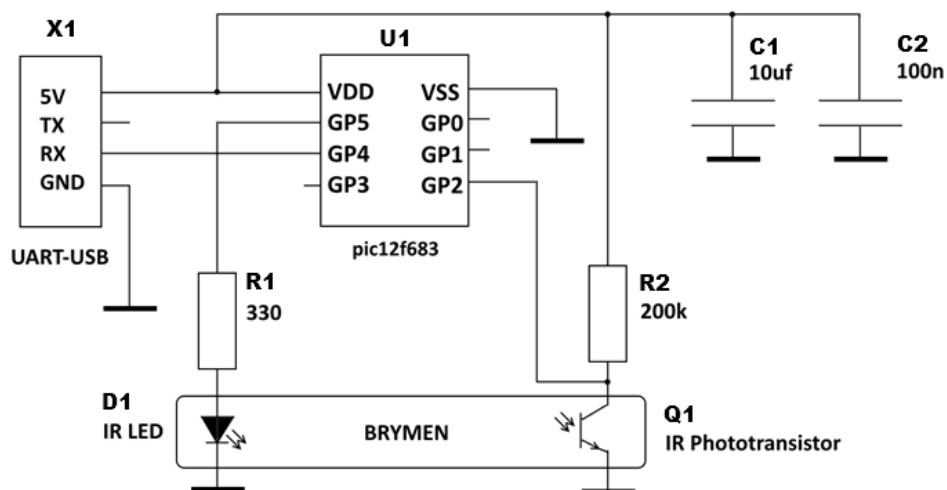 X1
5V
TX
RX
GND
UART-USB
U1
VDD
GP5
GP4
GP3
VSS
GP0
GP1
GP2
pic12f683
C1
10uf
C2
100n
R1
330
R2
200k
D1
IR LED
BRYMEN
Q1
IR Phototransistor